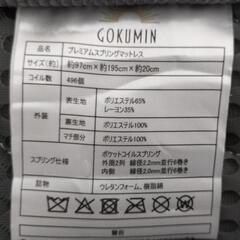 GOKUMIN
品名 プレミアムスプリングマットレス
サイズ(約) 約97cm×約195cm×約20cm
コイル数 496個
外装
表生地 ポリエステル65%
レーヨン35%
裏生地 ポリエステル100%
マチ部分 ポリエステル100%
スプリング仕様 ポケットコイルスプリング
外周2列 線径2.2mm並行6巻き
内側 線径2.0mm並行6巻き
詰物 ウレタンフォーム、樹脂綿